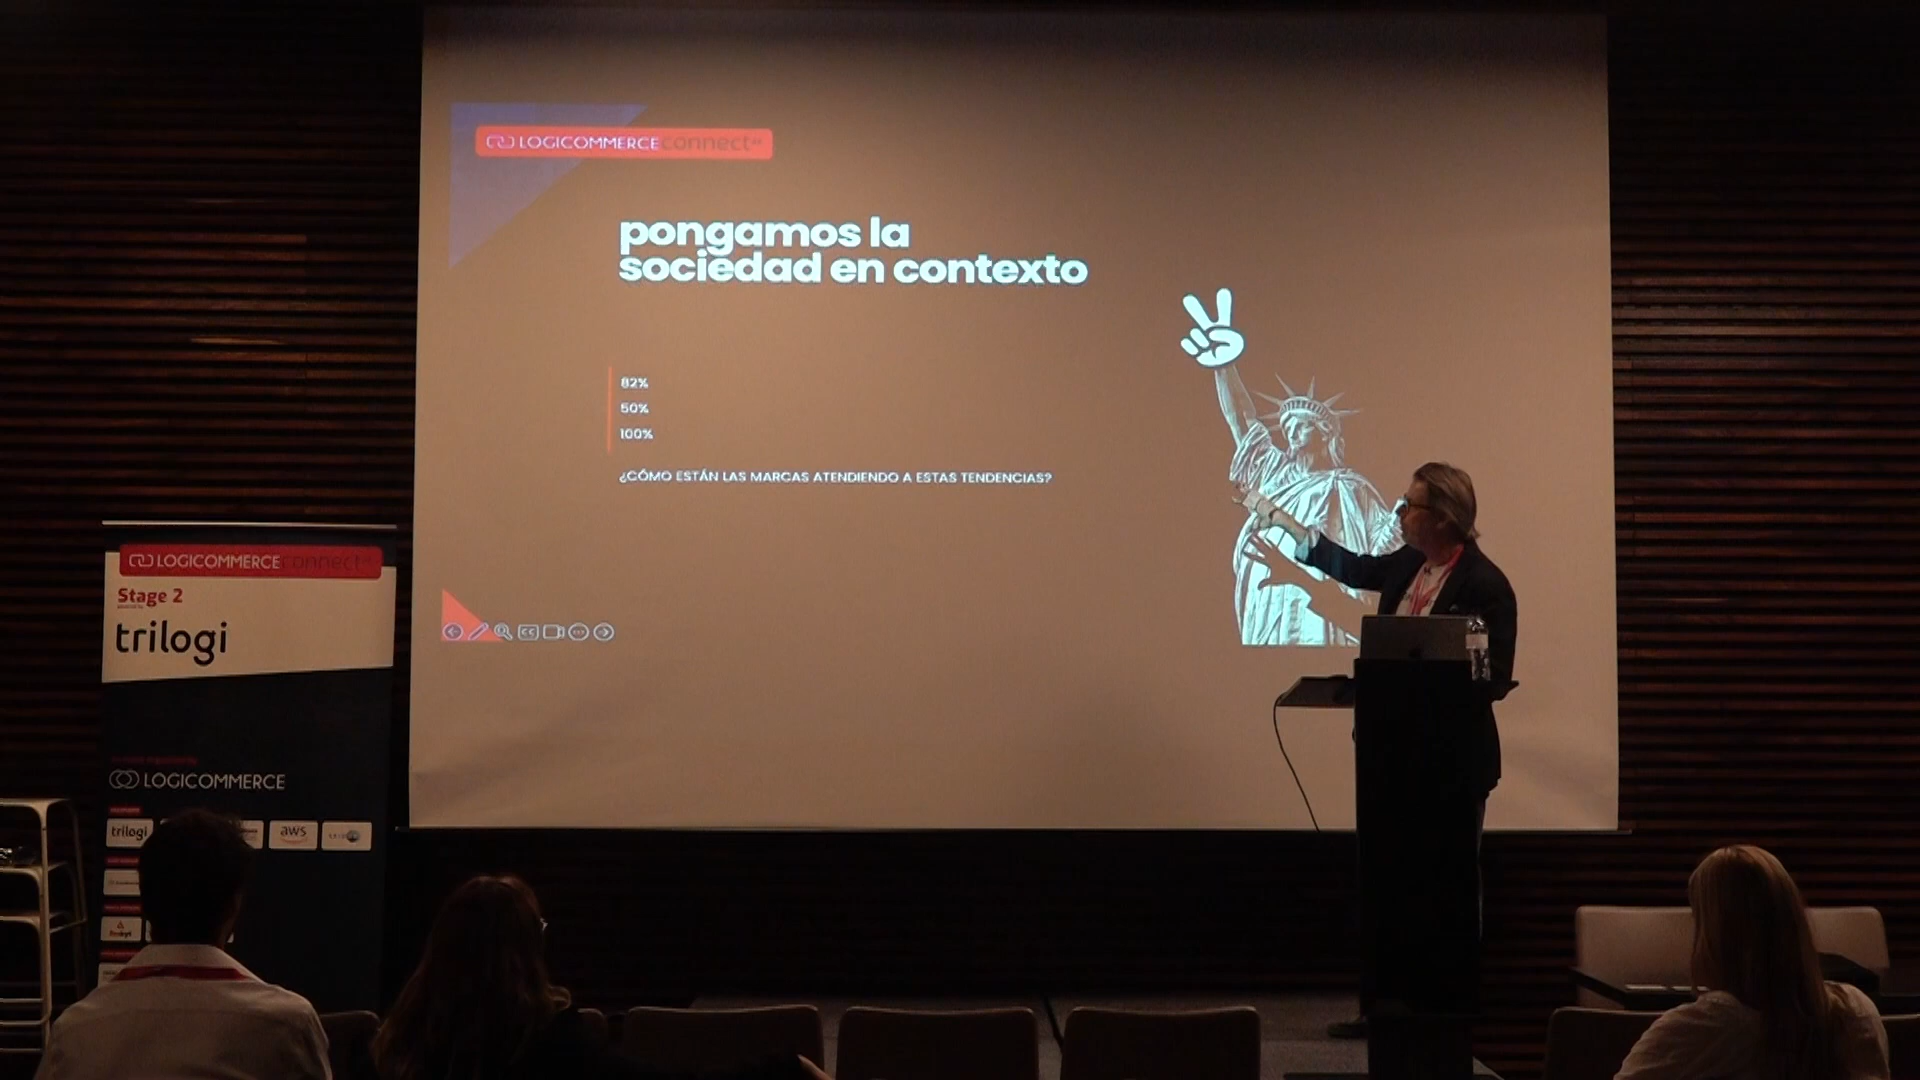 LOGICOMMERCE connect
pongamos la
sociedad en contexto
82%
50%
100%
¿CÓMO ESTÁN LAS MARCAS ATENDIENDO A ESTAS TENDENCIAS?
LOGICOMMERCE connect
Stage 2
trilogi
LOGICOMMERCE
trilogi
aws